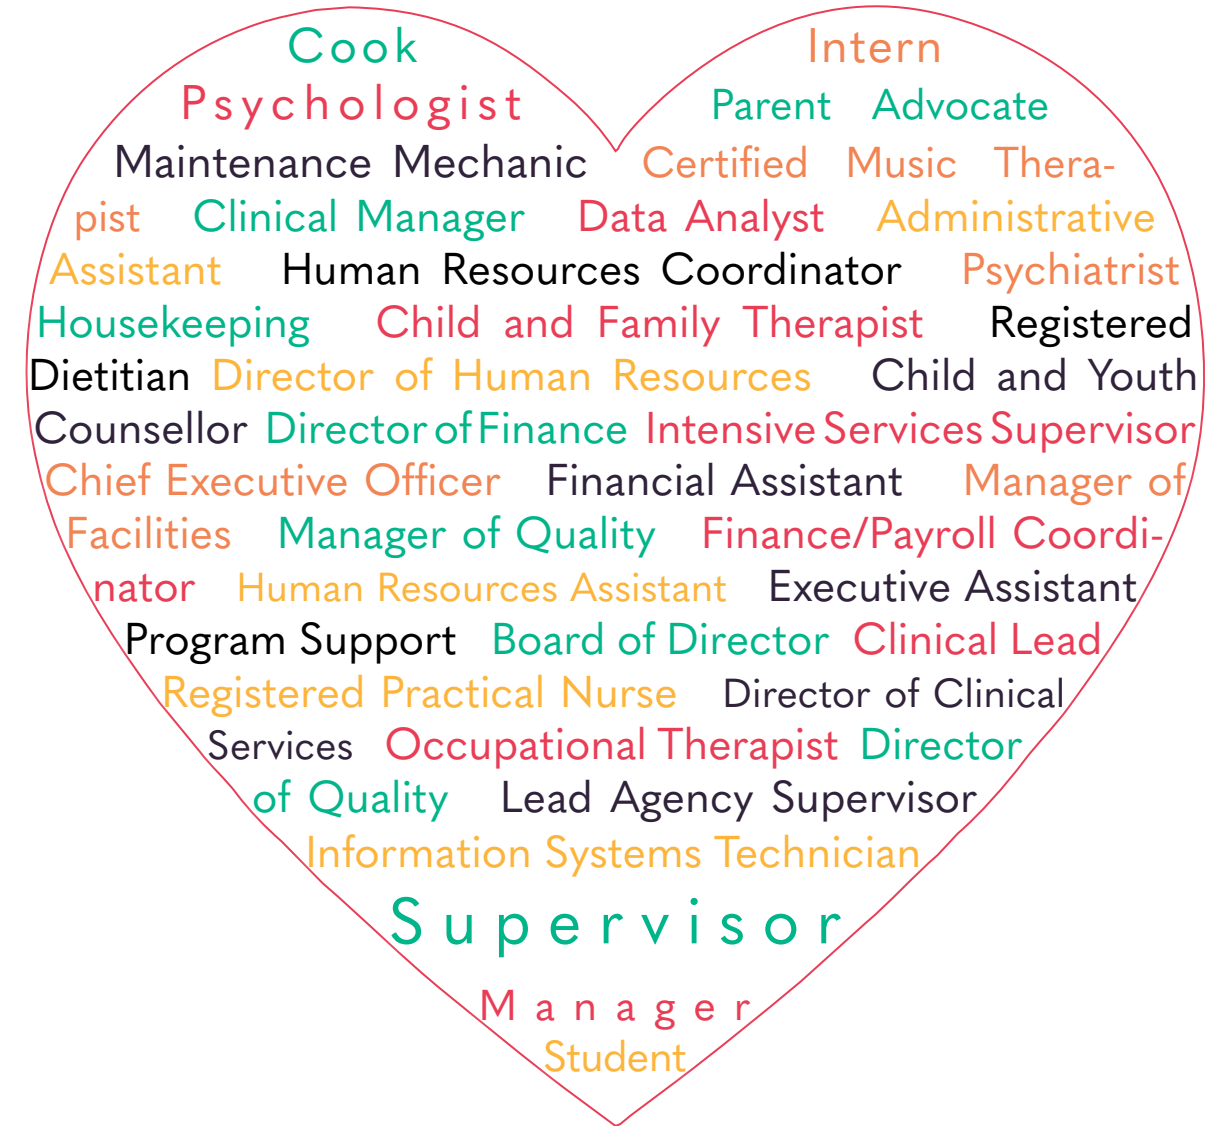 Cook Intern
Psychologist Parent Advocate
Maintenance Mechanic Certified Music Thera-
pist Clinical Manager Data Analyst Administrative
Assistant Human Resources Coordinator Psychiatrist
Housekeeping Child and Family Therapist Registered
Dietitian Director of Human Resources Child and Youth
Counsellor Director of Finance Intensive Services Supervisor
Chief Executive Officer Financial Assistant Manager of
Facilities Manager of Quality Finance/Payroll Coordi-
nator Human Resources Assistant Executive Assistant
Program Support Board of Director Clinical Lead
Registered Practical Nurse Director of Clinical
Services Occupational Therapist Director
of Quality Lead Agency Supervisor
Information Systems Technician
Supervisor
Manager
Student